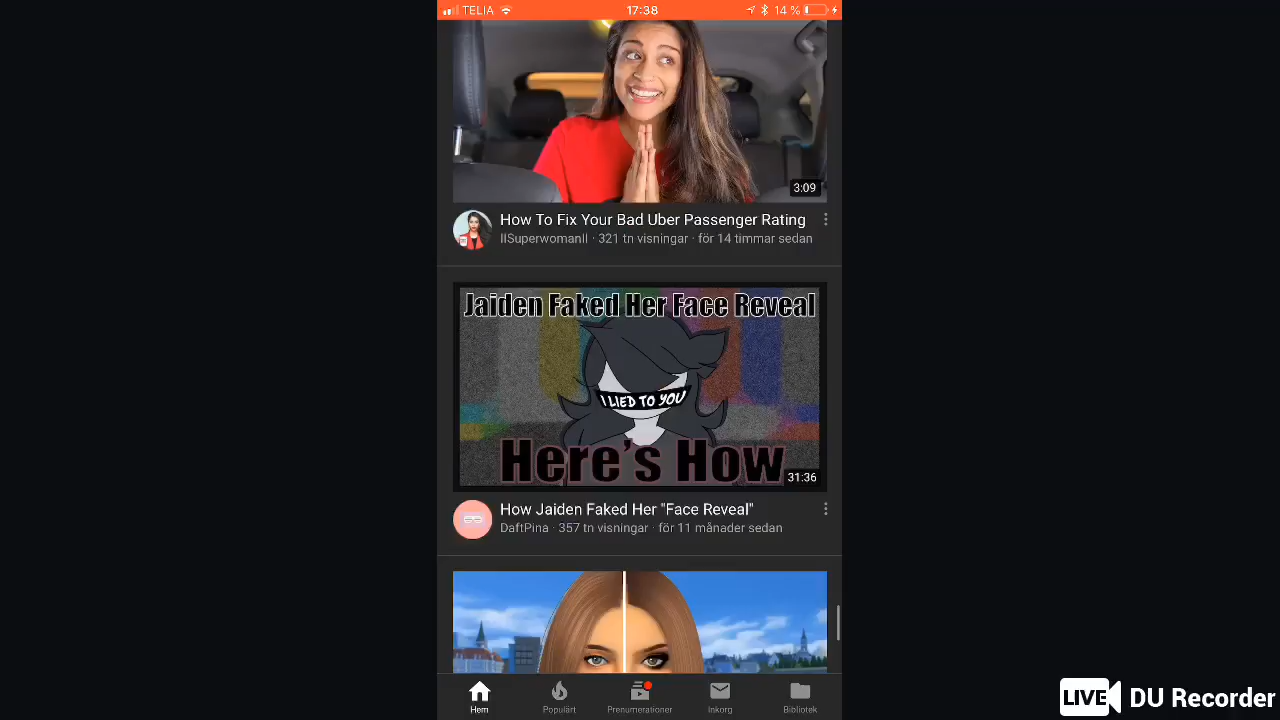 TELIA 17:38 14 %
3:09
How To Fix Your Bad Uber Passenger Rating
IISuperwomanII · 321 tn visningar · för 14 timmar sedan
Jaiden Faked Her Face Reveal
I LIED TO YOU
Here's How
31:36
How Jaiden Faked Her "Face Reveal"
DaftPina · 357 tn visningar · för 11 månader sedan
Hem Populärt Prenumerationer Inkorg Bibliotek
LIVE DU Recorder